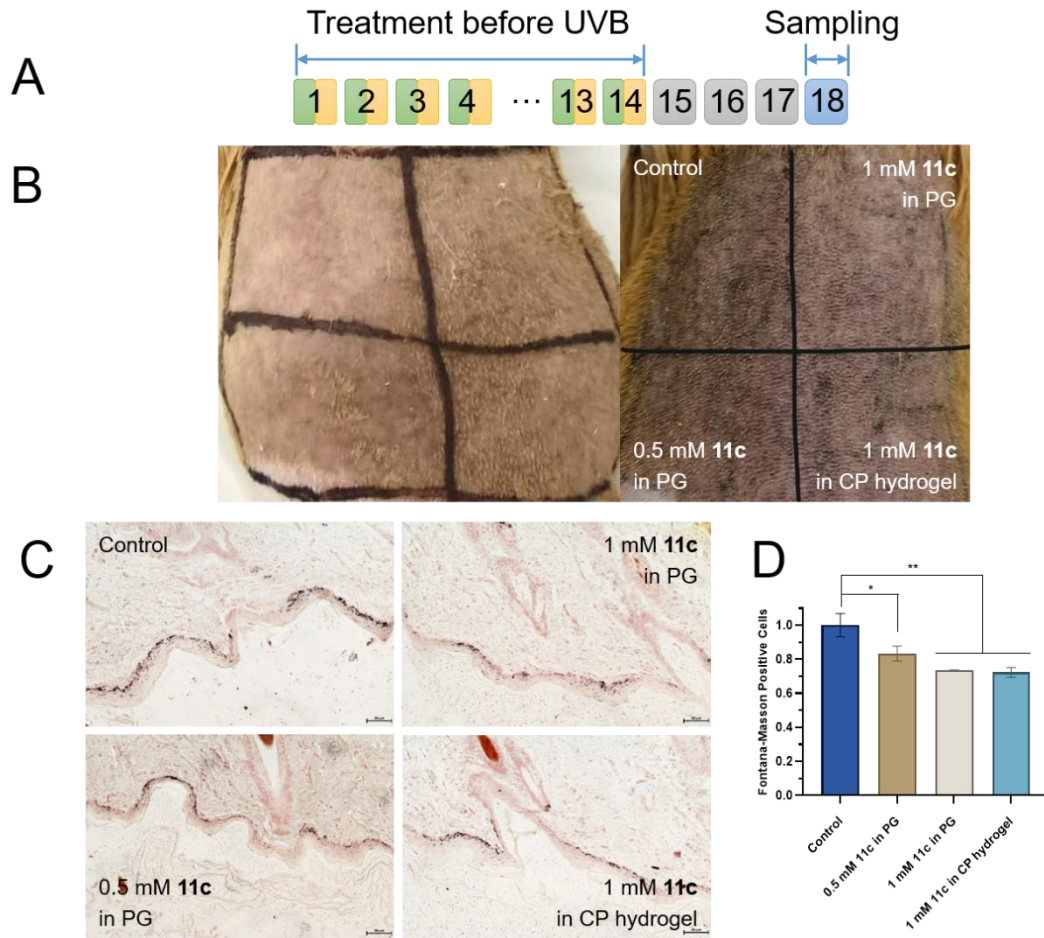 Treatment before UVB
Sampling
A
1 2 3 4 ... 13 14 15 16 17 18
B
Control
1 mM 11c
in PG
0.5 mM 11c
in PG
1 mM 11c
in CP hydrogel
C
Control
1 mM 11c
in PG
0.5 mM 11c
in PG
1 mM 11c
in CP hydrogel
D
**
*
Fontana-Masson Positive Cells
1.0
0.8
0.6
0.4
0.2
0.0
Control
0.5 mM 11c in PG
1 mM 11c in PG
1 mM 11c in CP hydrogel